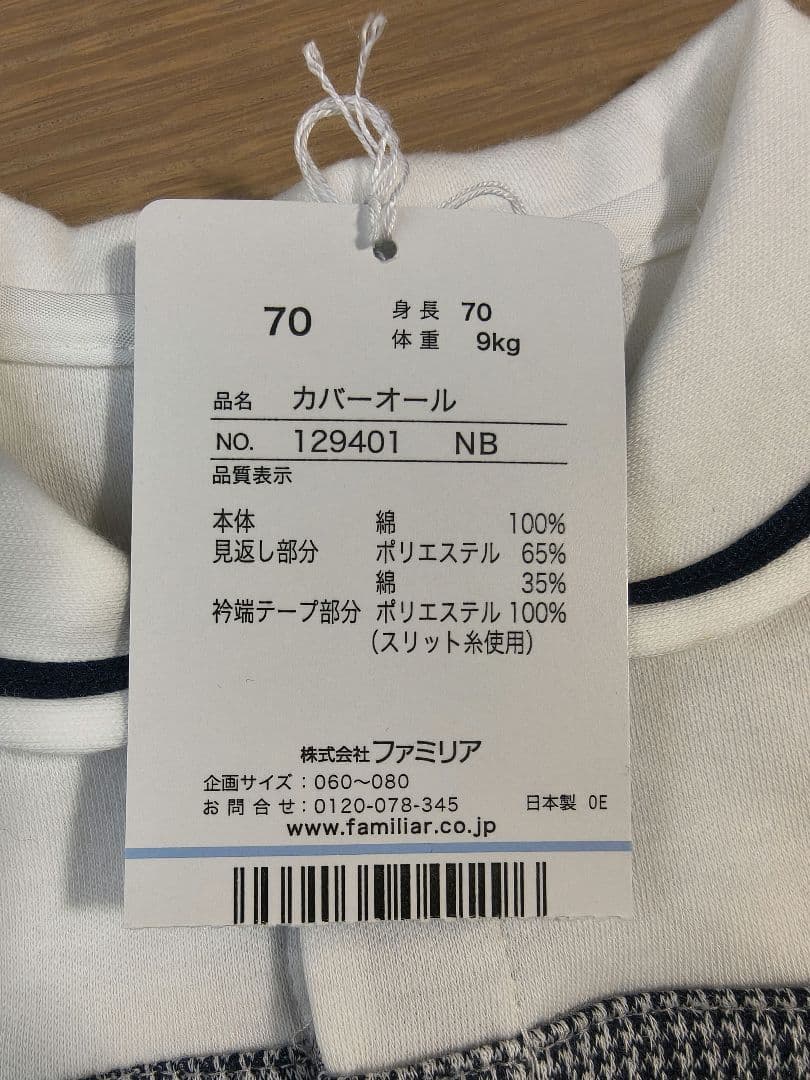 70
身長 70
体重 9kg
品名 カバーオール
NO. 129401 NB
品質表示
本体 綿 100%
見返し部分 ポリエステル 65%
綿 35%
衿端テープ部分 ポリエステル 100%
(スリット糸使用)
株式会社ファミリア
企画サイズ：060〜080
お問合せ：0120-078-345 日本製 0E
www.familiar.co.jp